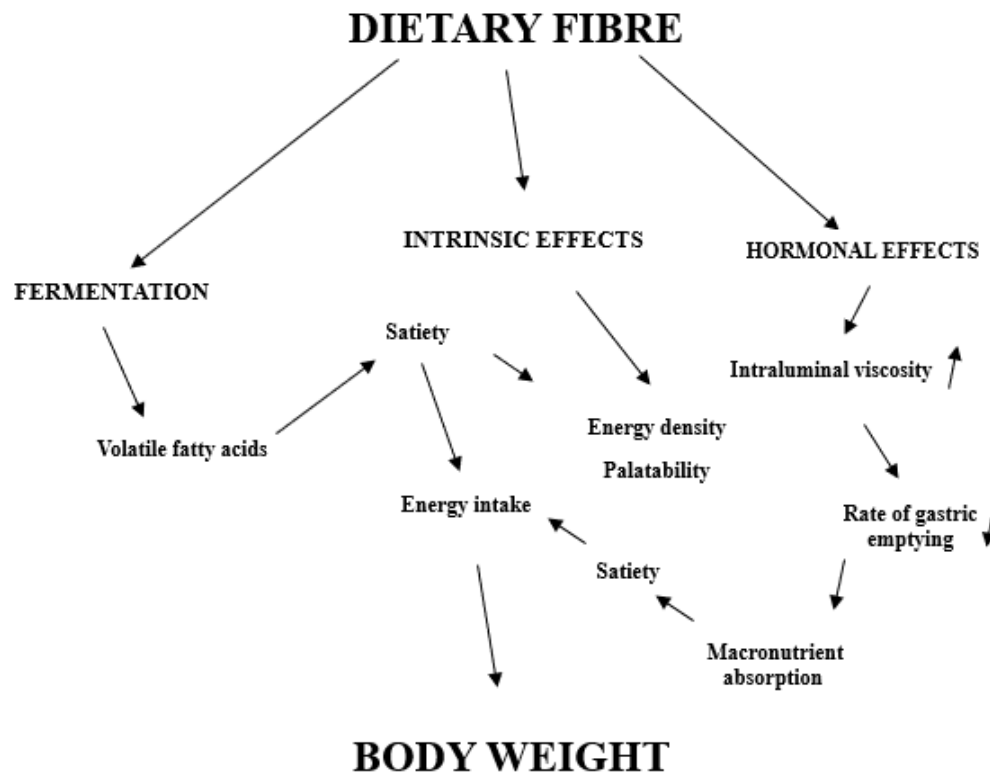 DIETARY FIBRE
INTRINSIC EFFECTS
HORMONAL EFFECTS
FERMENTATION
Satiety
Intraluminal viscosity
Energy density
Volatile fatty acids
Palatability
Energy intake
Rate of gastric
emptying
Satiety
Macronutrient
absorption
BODY WEIGHT